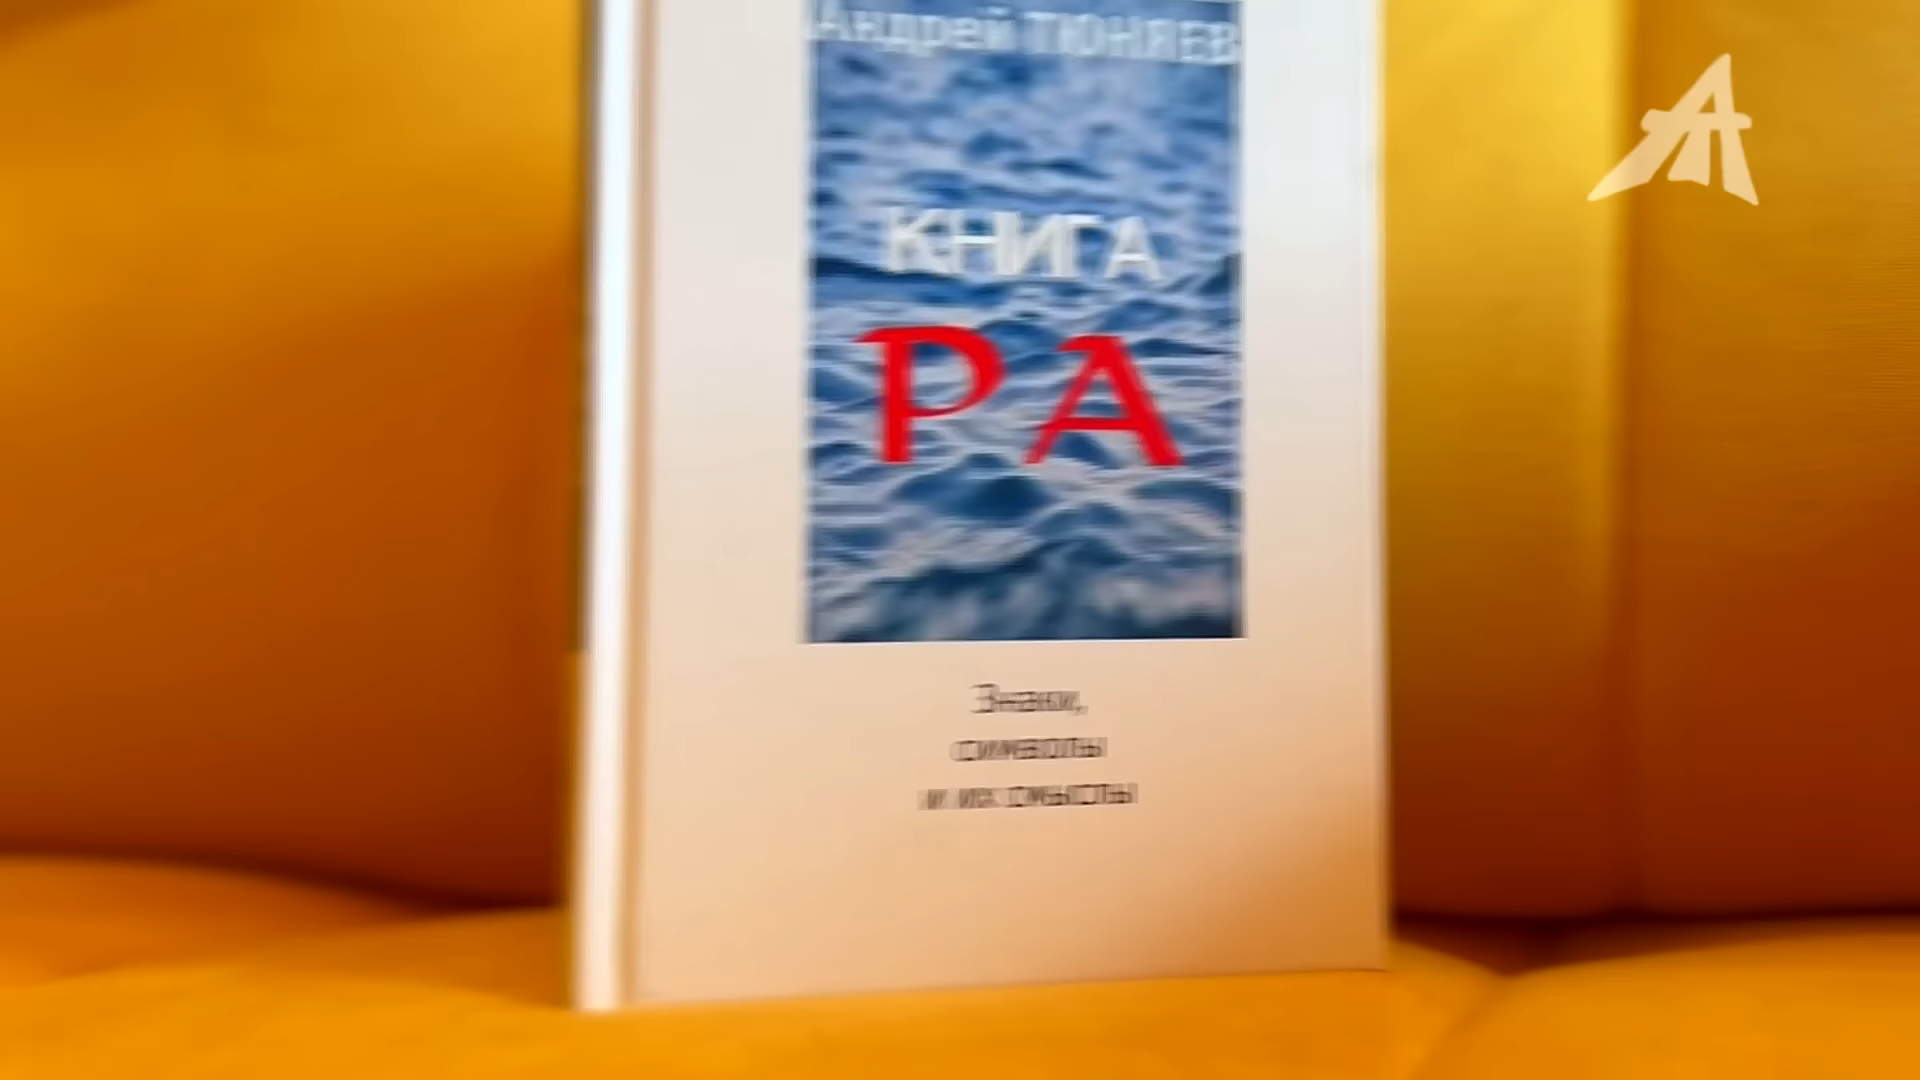 Андрей ТЮНЯЕВ
КНИГА
РА
Знаки,
символы
и их смыслы